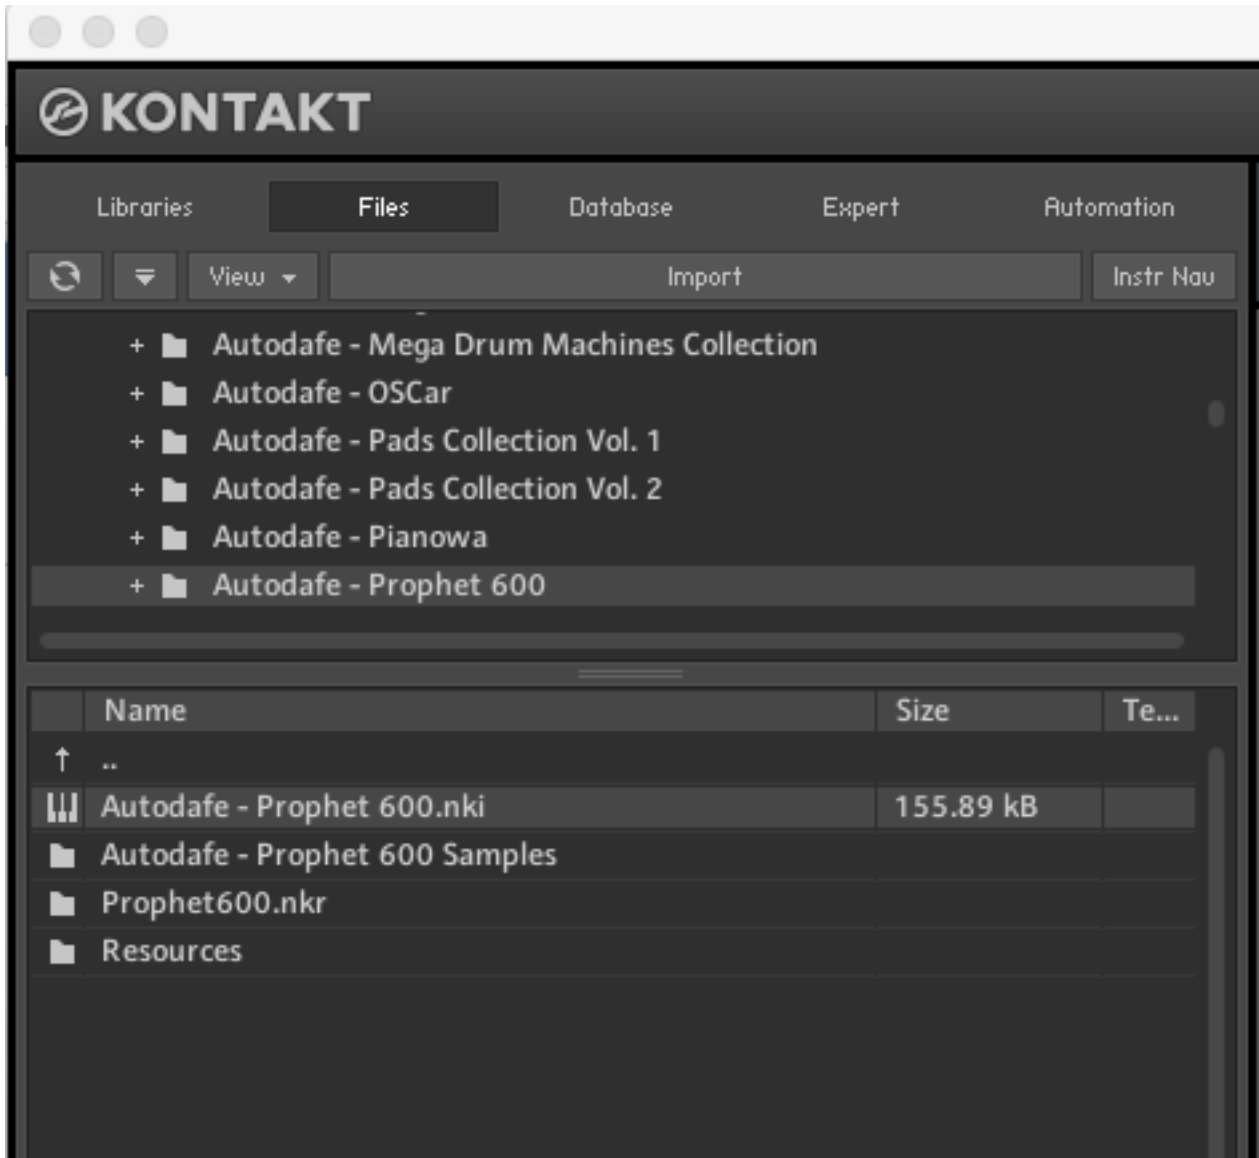 KONTAKT
Libraries Files Database Expert Automation
View Import Instr Nav
+ Autodafe - Mega Drum Machines Collection
+ Autodafe - OSCar
+ Autodafe - Pads Collection Vol. 1
+ Autodafe - Pads Collection Vol. 2
+ Autodafe - Pianowa
+ Autodafe - Prophet 600
Name Size Te...
↑ ..
Autodafe - Prophet 600.nki 155.89 kB
Autodafe - Prophet 600 Samples
Prophet600.nkr
Resources